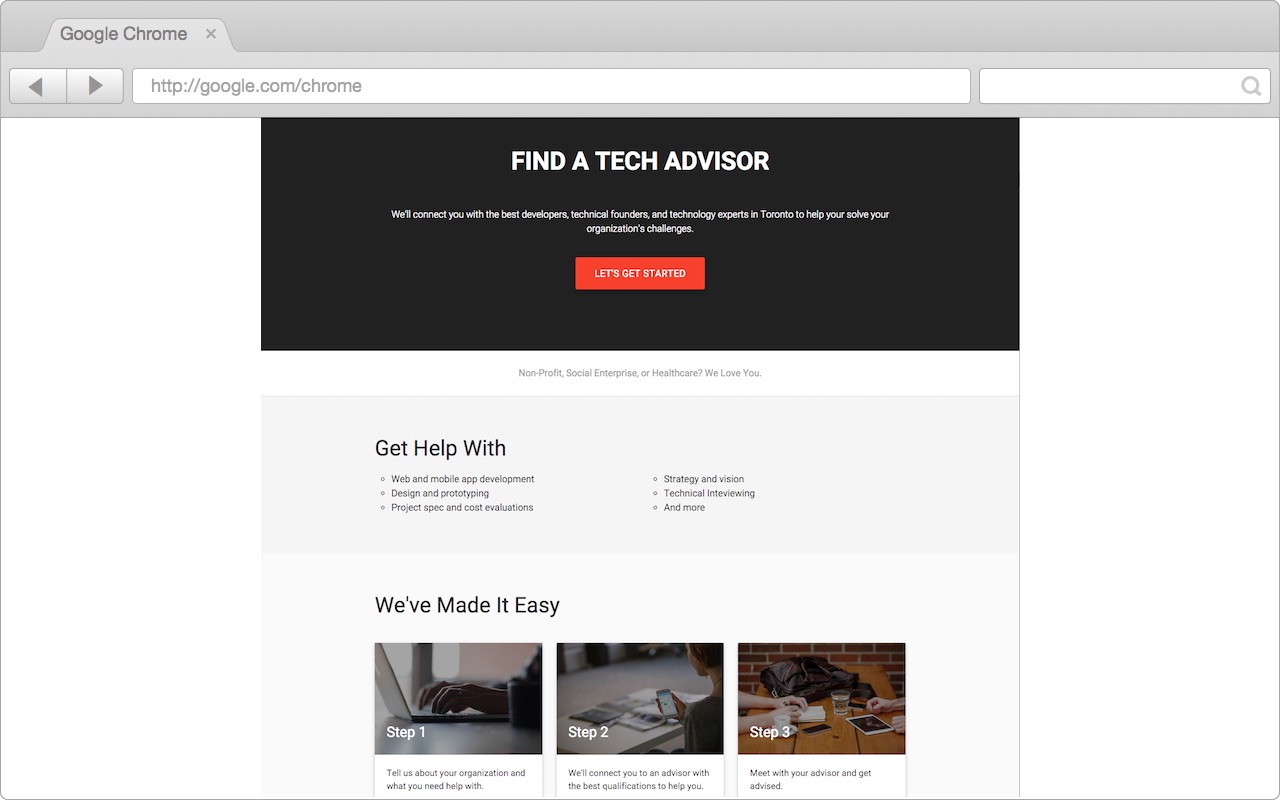 Google Chrome
http://google.com/chrome
FIND A TECH ADVISOR
We'll connect you with the best developers, technical founders, and technology experts in Toronto to help your solve your
organization's challenges.
LET'S GET STARTED
Non-Profit, Social Enterprise, or Healthcare? We Love You.
Get Help With
Web and mobile app development
Design and prototyping
Project spec and cost evaluations
Strategy and vision
Technical Inteviewing
And more
We've Made It Easy
Step 1
Tell us about your organization and
what you need help with.
Step 2
We'll connect you to an advisor with
the best qualifications to help you.
Step 3
Meet with your advisor and get
advised.